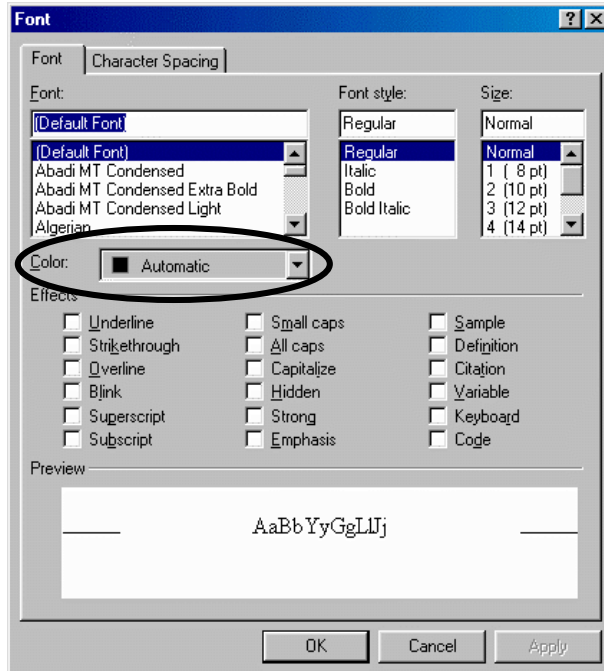 Font
Font Character Spacing
Font: Font style: Size:
(Default Font) Regular Normal
(Default Font) Regular Normal
Abadi MT Condensed Italic 1 ( 8 pt)
Abadi MT Condensed Extra Bold Bold 2 (10 pt)
Abadi MT Condensed Light Bold Italic 3 (12 pt)
Algerian 4 (14 pt)
Color: Automatic
Effects
Underline Small caps Sample
Strikethrough All caps Definition
Overline Capitalize Citation
Blink Hidden Variable
Superscript Strong Keyboard
Subscript Emphasis Code
Preview
AaBbYyGgLlJj
OK Cancel Apply